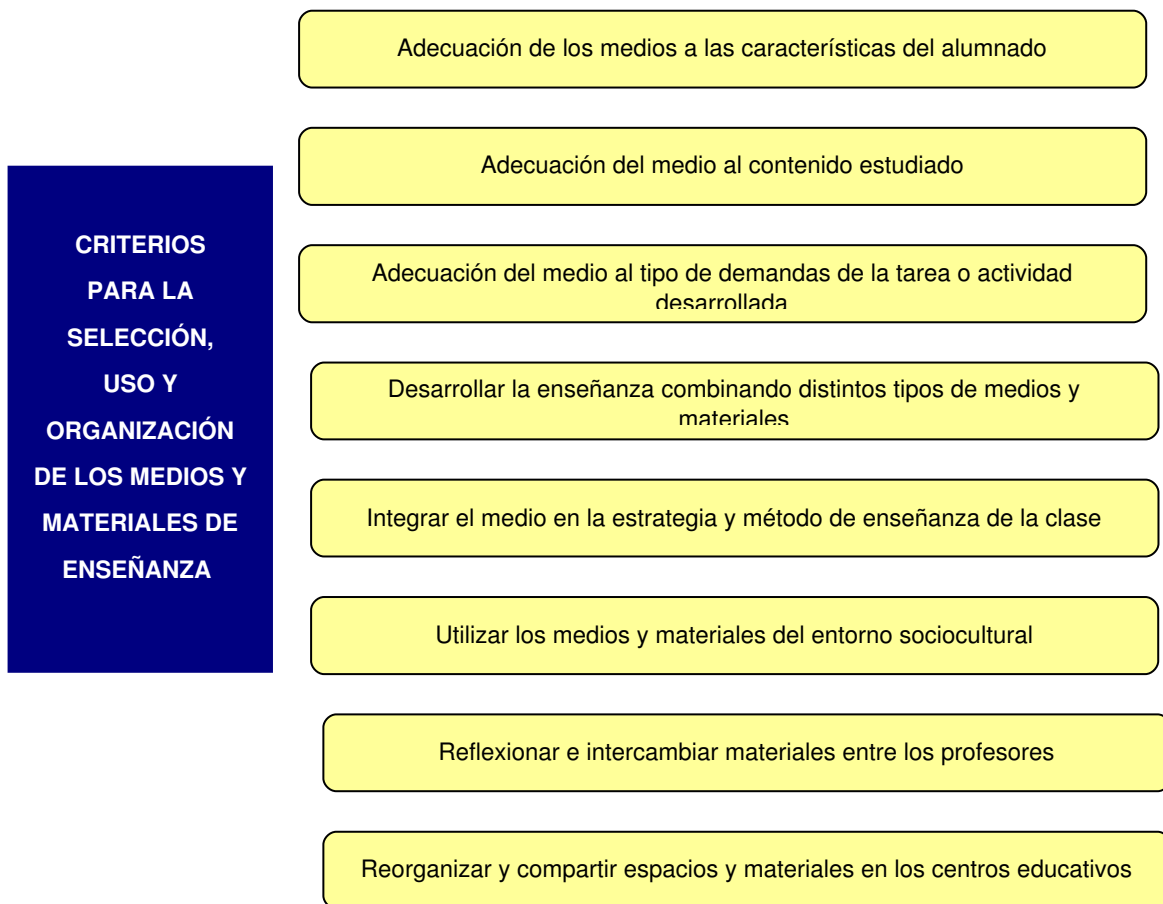 CRITERIOS
PARA LA
SELECCIÓN,
USO Y
ORGANIZACIÓN
DE LOS MEDIOS Y
MATERIALES DE
ENSEÑANZA
Adecuación de los medios a las características del alumnado
Adecuación del medio al contenido estudiado
Adecuación del medio al tipo de demandas de la tarea o actividad
desarrollada
Desarrollar la enseñanza combinando distintos tipos de medios y
materiales
Integrar el medio en la estrategia y método de enseñanza de la clase
Utilizar los medios y materiales del entorno sociocultural
Reflexionar e intercambiar materiales entre los profesores
Reorganizar y compartir espacios y materiales en los centros educativos